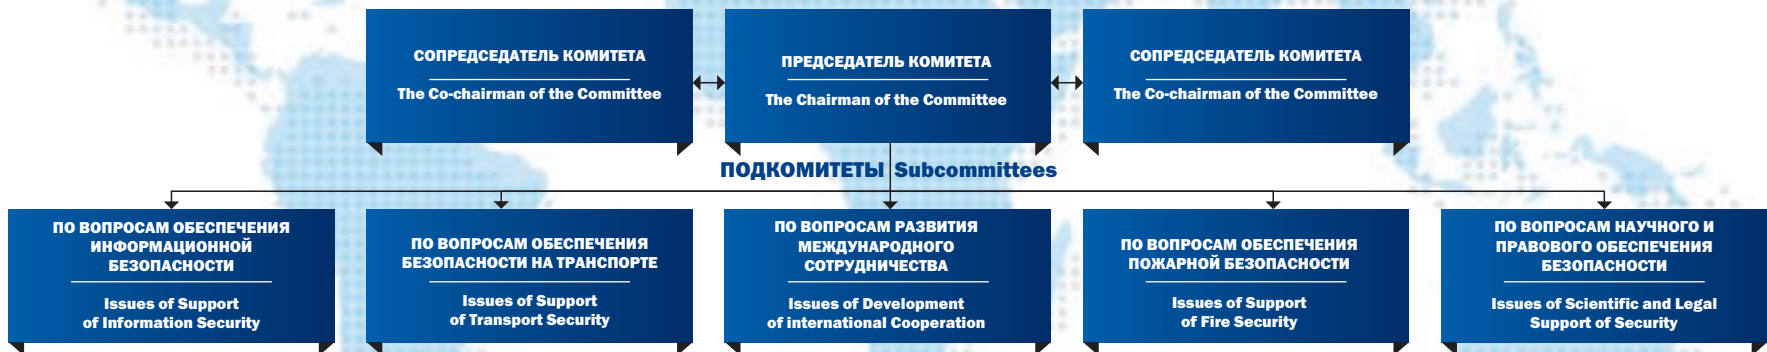 СОПРЕДСЕДАТЕЛЬ КОМИТЕТА
The Co-chairman of the Committee
ПРЕДСЕДАТЕЛЬ КОМИТЕТА
The Chairman of the Committee
СОПРЕДСЕДАТЕЛЬ КОМИТЕТА
The Co-chairman of the Committee
ПОДКОМИТЕТЫ Subcommittees
ПО ВОПРОСАМ ОБЕСПЕЧЕНИЯ
ИНФОРМАЦИОННОЙ
БЕЗОПАСНОСТИ
Issues of Support
of Information Security
ПО ВОПРОСАМ ОБЕСПЕЧЕНИЯ
БЕЗОПАСНОСТИ НА ТРАНСПОРТЕ
Issues of Support
of Transport Security
ПО ВОПРОСАМ РАЗВИТИЯ
МЕЖДУНАРОДНОГО
СОТРУДНИЧЕСТВА
Issues of Development
of international Cooperation
ПО ВОПРОСАМ ОБЕСПЕЧЕНИЯ
ПОЖАРНОЙ БЕЗОПАСНОСТИ
Issues of Support
of Fire Security
ПО ВОПРОСАМ НАУЧНОГО И
ПРАВОВОГО ОБЕСПЕЧЕНИЯ
БЕЗОПАСНОСТИ
Issues of Scientific and Legal
Support of Security